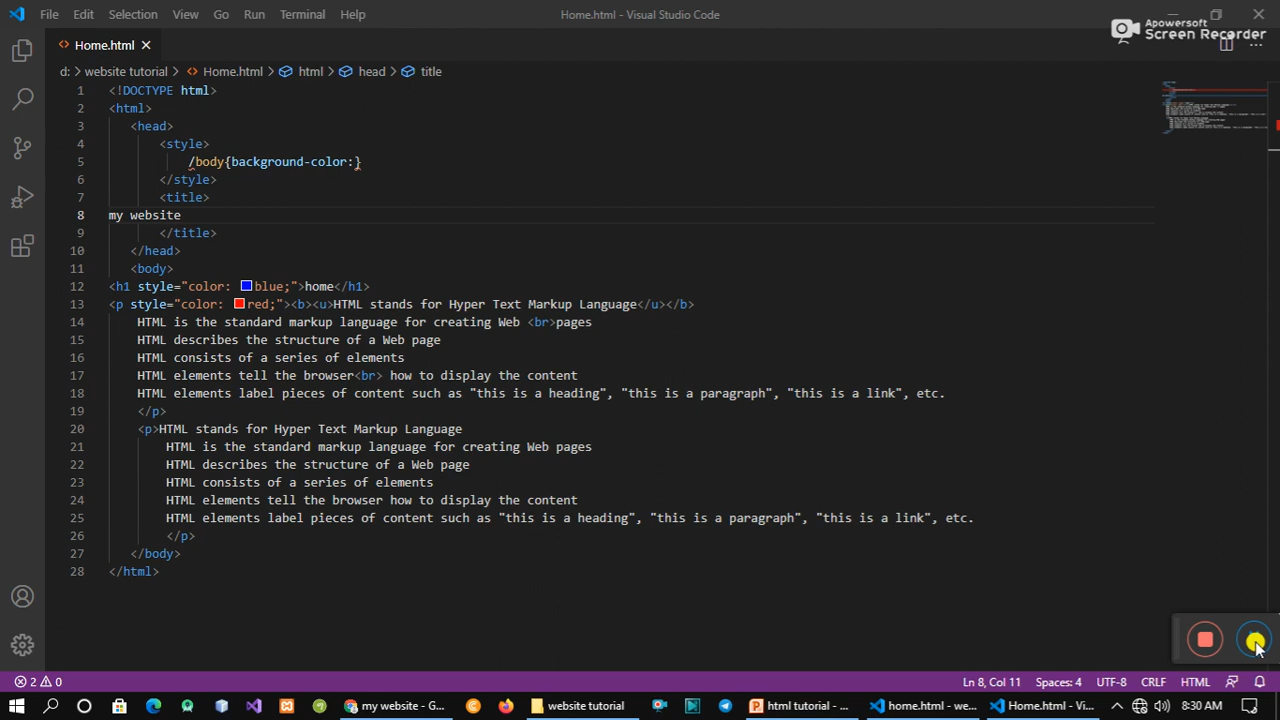 File Edit Selection View Go Run Terminal Help
Home.html - Visual Studio Code
Apowersoft
Screen Recorder
Home.html
d: website tutorial Home.html html head title
1 <!DOCTYPE html>
2 <html>
3 <head>
4 <style>
5 /body{background-color:}
6 </style>
7 <title>
8 my website
9 </title>
10 </head>
11 <body>
12 <h1 style="color: blue;">home</h1>
13 <p style="color: red;"><b><u>HTML stands for Hyper Text Markup Language</u></b>
14 HTML is the standard markup language for creating Web <br>pages
15 HTML describes the structure of a Web page
16 HTML consists of a series of elements
17 HTML elements tell the browser<br> how to display the content
18 HTML elements label pieces of content such as "this is a heading", "this is a paragraph", "this is a link", etc.
19 </p>
20 <p>HTML stands for Hyper Text Markup Language
21 HTML is the standard markup language for creating Web pages
22 HTML describes the structure of a Web page
23 HTML consists of a series of elements
24 HTML elements tell the browser how to display the content
25 HTML elements label pieces of content such as "this is a heading", "this is a paragraph", "this is a link", etc.
26 </p>
27 </body>
28 </html>
2 0 Ln 8, Col 11 Spaces: 4 UTF-8 CRLF HTML
my website - G... website tutorial html tutorial - ... home.html - we... Home.html - Vi... 8:30 AM